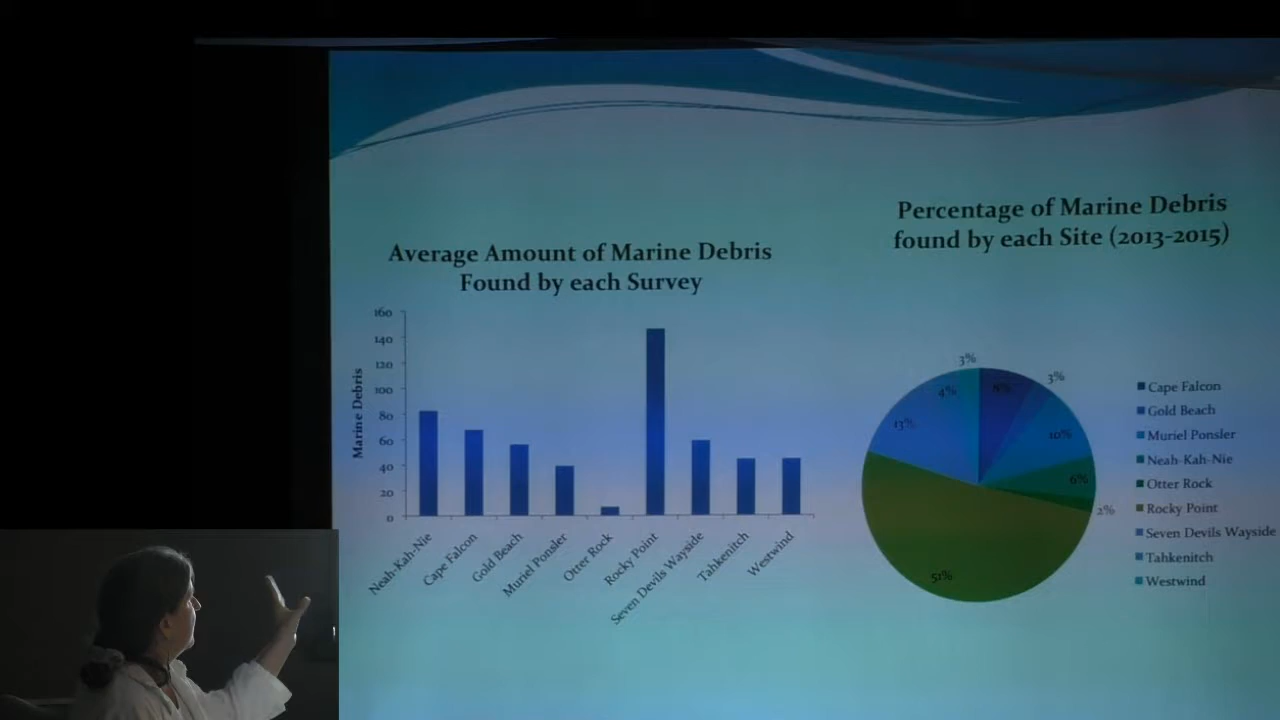 Percentage of Marine Debris
found by each Site (2013-2015)
Average Amount of Marine Debris
Found by each Survey
Marine Debris
160
140
120
100
80
60
40
20
0
Neah-Kah-Nie
Cape Falcon
Gold Beach
Muriel Ponsler
Otter Rock
Rocky Point
Seven Devils Wayside
Tahkenitch
Westwind
3%
8%
3%
10%
6%
2%
51%
13%
4%
Cape Falcon
Gold Beach
Muriel Ponsler
Neah-Kah-Nie
Otter Rock
Rocky Point
Seven Devils Wayside
Tahkenitch
Westwind